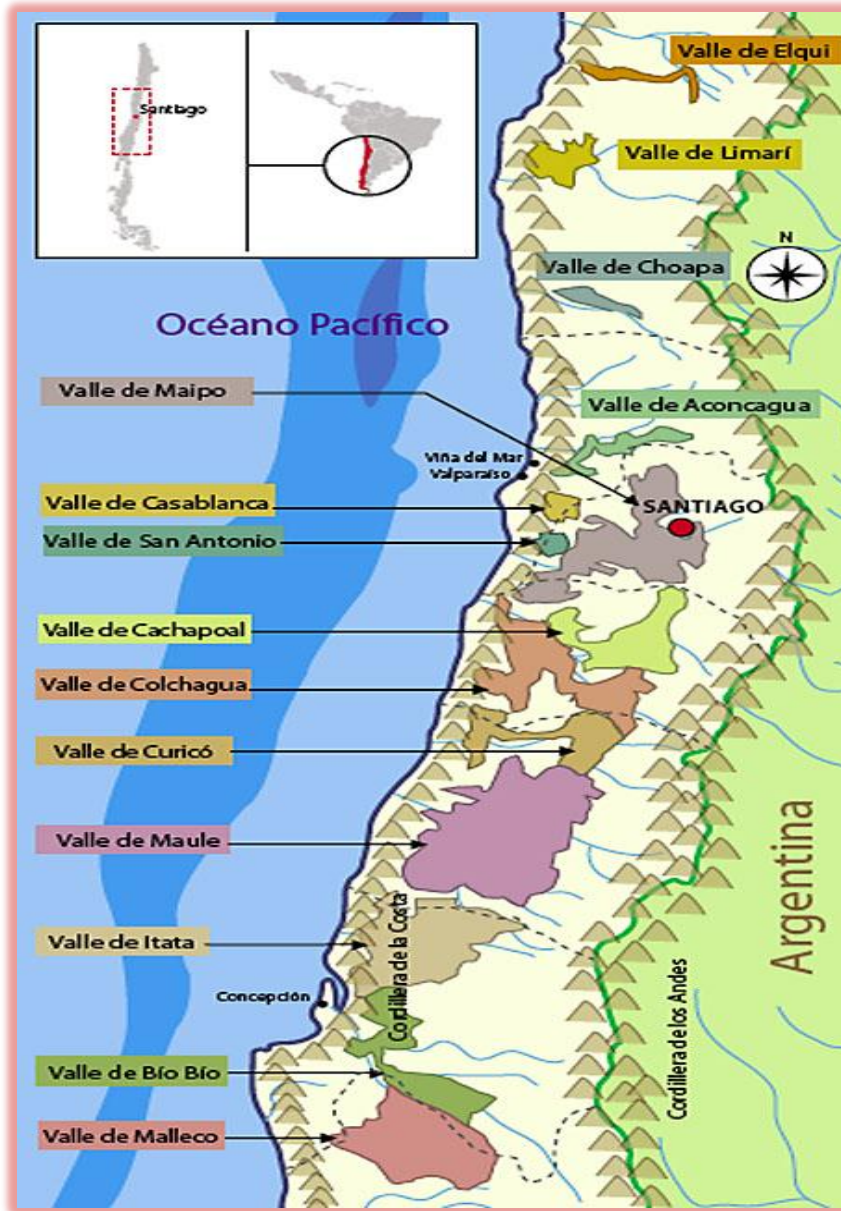 Valle de Elqui
Santiago
Valle de Limarí
N
Valle de Choapa
Océano Pacífico
Valle de Maipo
Valle de Aconcagua
Viña del Mar
Valparaíso
Valle de Casablanca
SANTIAGO
Valle de San Antonio
Valle de Cachapoal
Valle de Colchagua
Valle de Curicó
Valle de Maule
Argentina
Valle de Itata
Cordillera de la Costa
Concepción
Cordillera de los Andes
Valle de Bío Bío
Valle de Malleco